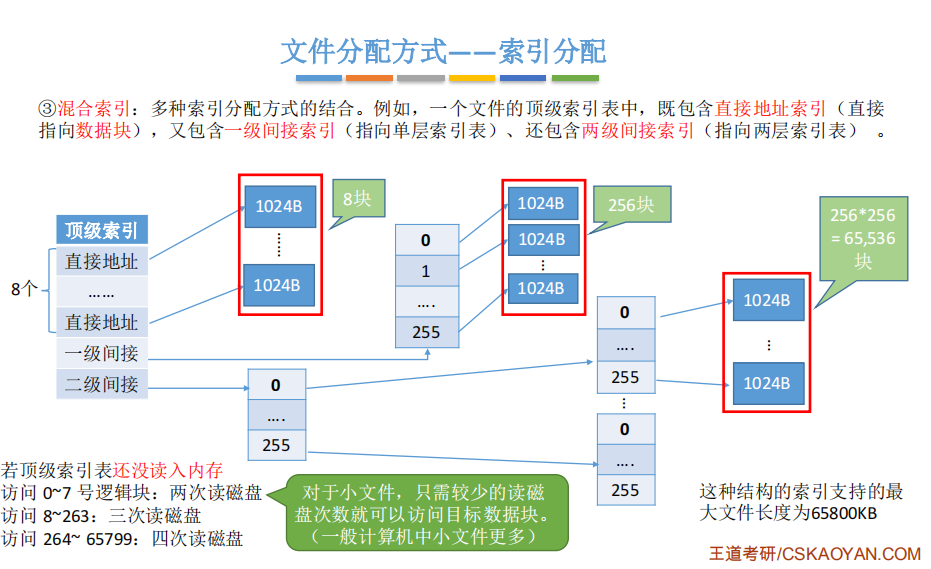 文件分配方式——索引分配
③混合索引：多种索引分配方式的结合。例如，一个文件的顶级索引表中，既包含直接地址索引（直接
指向数据块），又包含一级间接索引（指向单层索引表）、还包含两级间接索引（指向两层索引表） 。
顶级索引
直接地址
……
直接地址
一级间接
二级间接
8个
1024B
1024B
8块
0
1
….
255
1024B
1024B
1024B
256块
0
….
255
0
….
255
0
….
255
1024B
1024B
256*256
= 65,536
块
若顶级索引表还没读入内存
访问 0~7 号逻辑块：两次读磁盘
访问 8~263：三次读磁盘
访问 264~ 65799：四次读磁盘
对于小文件，只需较少的读磁
盘次数就可以访问目标数据块。
（一般计算机中小文件更多）
这种结构的索引支持的最
大文件长度为65800KB
王道考研/CSKAOYAN.COM